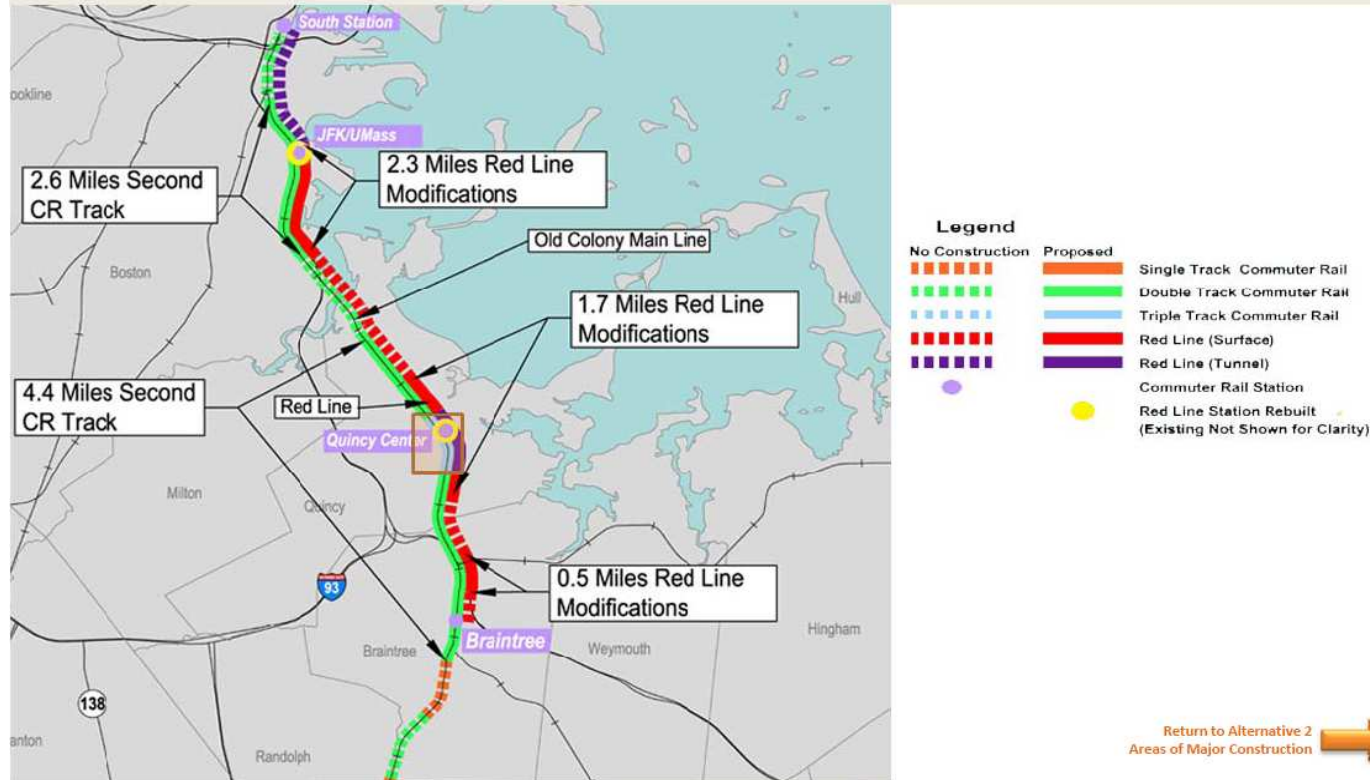 South Station
ookline
JFK/UMass
2.6 Miles Second
CR Track
2.3 Miles Red Line
Modifications
Old Colony Main Line
Boston
Hull
1.7 Miles Red Line
Modifications
4.4 Miles Second
CR Track
Red Line
Quincy Center
Milton
Quincy
INTERSTATE
93
0.5 Miles Red Line
Modifications
Hingham
Braintree
Braintree
Weymouth
138
anton
Randolph
Legend
No Construction Proposed
Single Track Commuter Rail
Double Track Commuter Rail
Triple Track Commuter Rail
Red Line (Surface)
Red Line (Tunnel)
Commuter Rail Station
Red Line Station Rebuilt
(Existing Not Shown for Clarity)
Return to Alternative 2
Areas of Major Construction